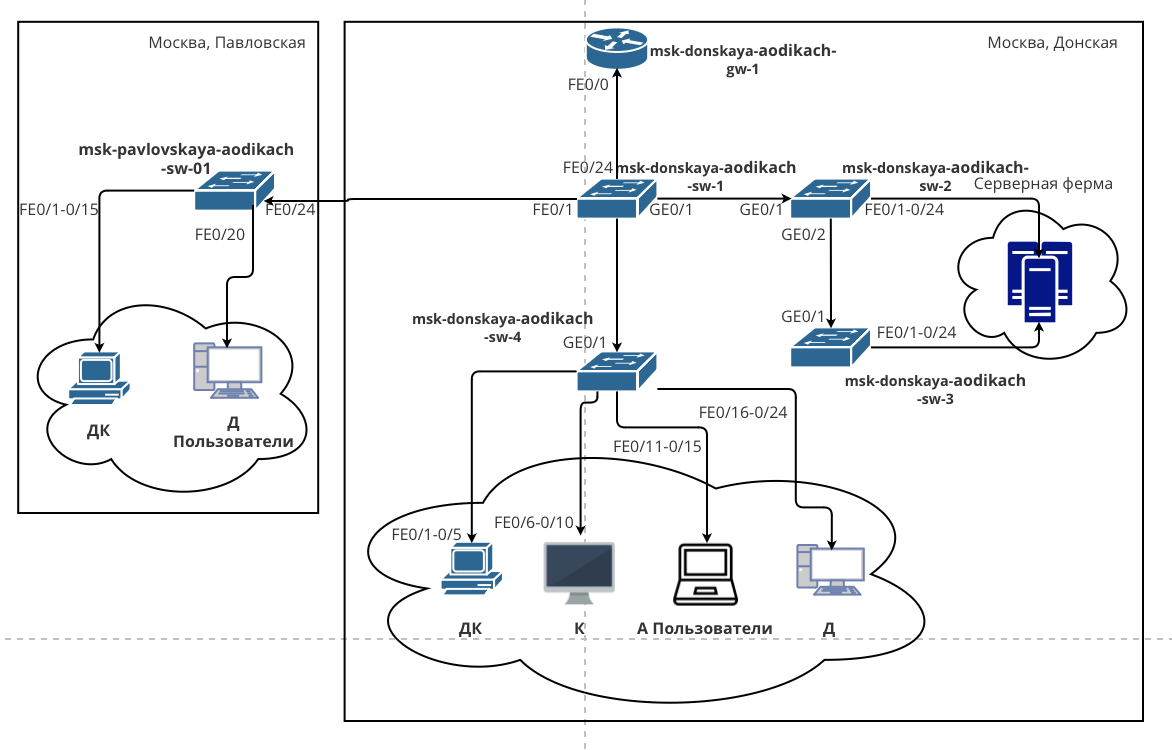 Москва, Павловская
Москва, Донская
msk-donskaya-aodikach-
gw-1
FE0/0
msk-pavlovskaya-aodikach
-sw-01
FE0/24
msk-donskaya-aodikach
-sw-1
msk-donskaya-aodikach-
sw-2
Серверная ферма
FE0/1-0/15
FE0/24
FE0/1
GE0/1
GE0/1
FE0/1-0/24
FE0/20
GE0/2
msk-donskaya-aodikach
-sw-4
GE0/1
GE0/1
FE0/1-0/24
msk-donskaya-aodikach
-sw-3
ДК
Д
Пользователи
FE0/16-0/24
FE0/11-0/15
FE0/6-0/10
FE0/1-0/5
ДК
К
А Пользователи
Д